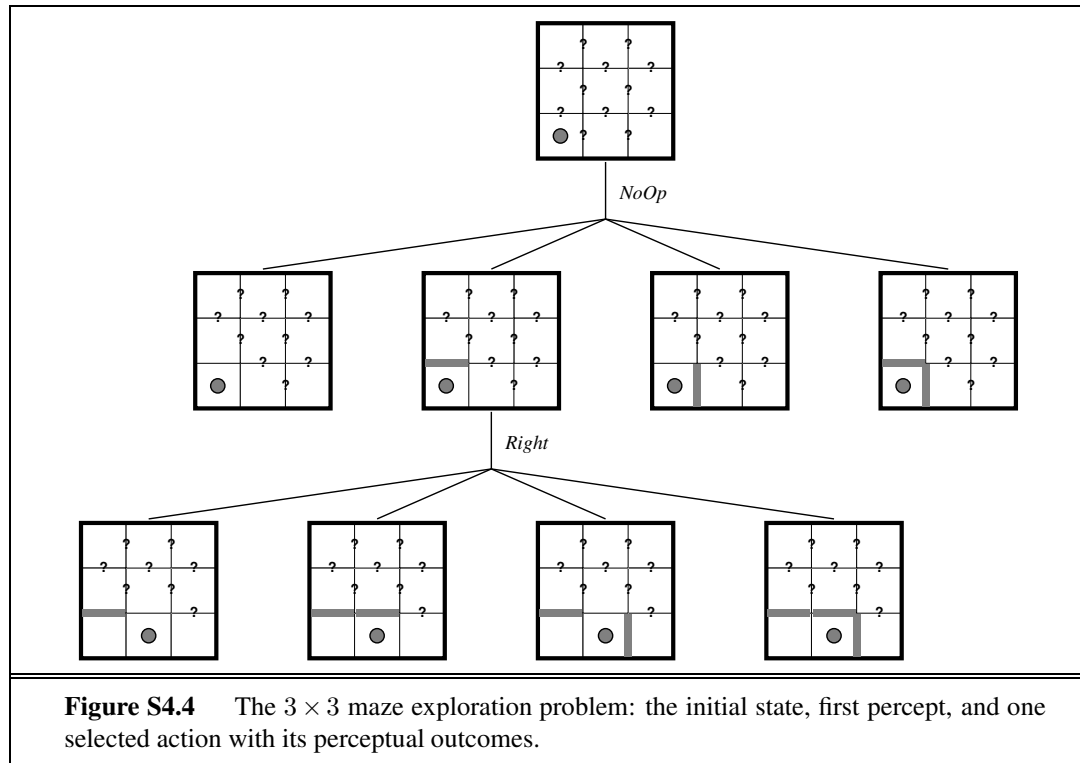 ? ?
? ? ?
? ?
? ? ?
? ?
NoOp
? ? ? ? ? ? ? ?
? ? ? ? ? ? ? ? ? ? ? ?
? ? ? ? ? ? ? ?
? ? ? ? ? ? ? ?
? ? ? ?
Right
? ? ? ? ? ? ? ?
? ? ? ? ? ? ? ? ? ? ? ?
? ? ? ? ? ? ? ?
? ? ? ?
Figure S4.4 The 3 × 3 maze exploration problem: the initial state, first percept, and one
selected action with its perceptual outcomes.